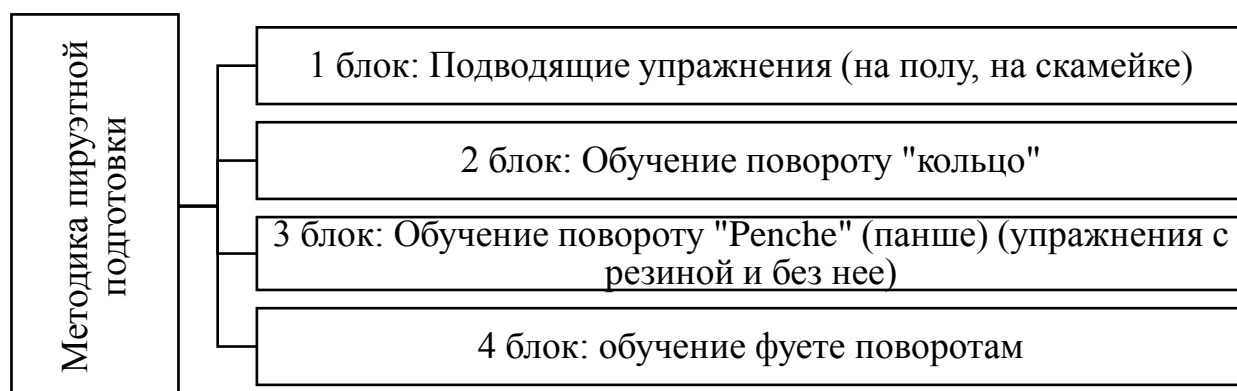 Методика пируэтной
подготовки
1 блок: Подводящие упражнения (на полу, на скамейке)
2 блок: Обучение повороту "кольцо"
3 блок: Обучение повороту "Penche" (панше) (упражнения с
резиной и без нее)
4 блок: обучение фуете поворотам